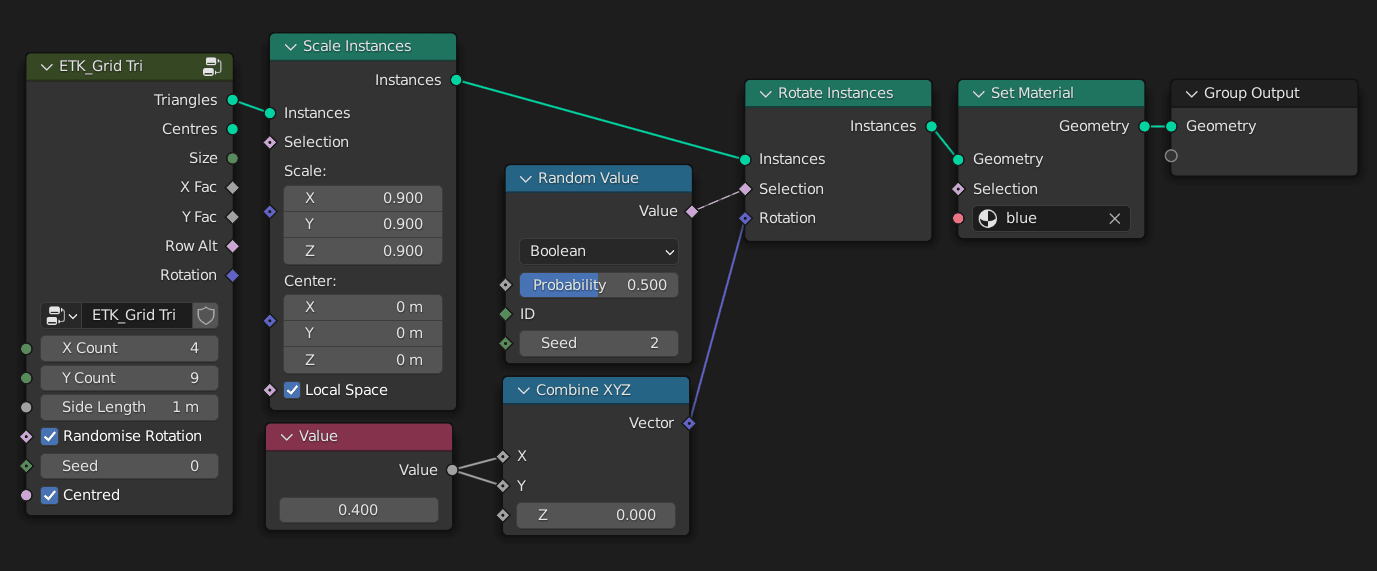 ETK_Grid Tri
Triangles
Centres
Size
X Fac
Y Fac
Row Alt
Rotation
ETK_Grid Tri
X Count 4
Y Count 9
Side Length 1 m
Randomise Rotation
Seed 0
Centred
Scale Instances
Instances
Instances
Selection
Scale:
X 0.900
Y 0.900
Z 0.900
Center:
X 0 m
Y 0 m
Z 0 m
Local Space
Value
Value
0.400
Random Value
Value
Boolean
Probability 0.500
ID
Seed 2
Combine XYZ
Vector
X
Y
Z 0.000
Rotate Instances
Instances
Instances
Selection
Rotation
Set Material
Geometry
Geometry
Selection
blue
Group Output
Geometry